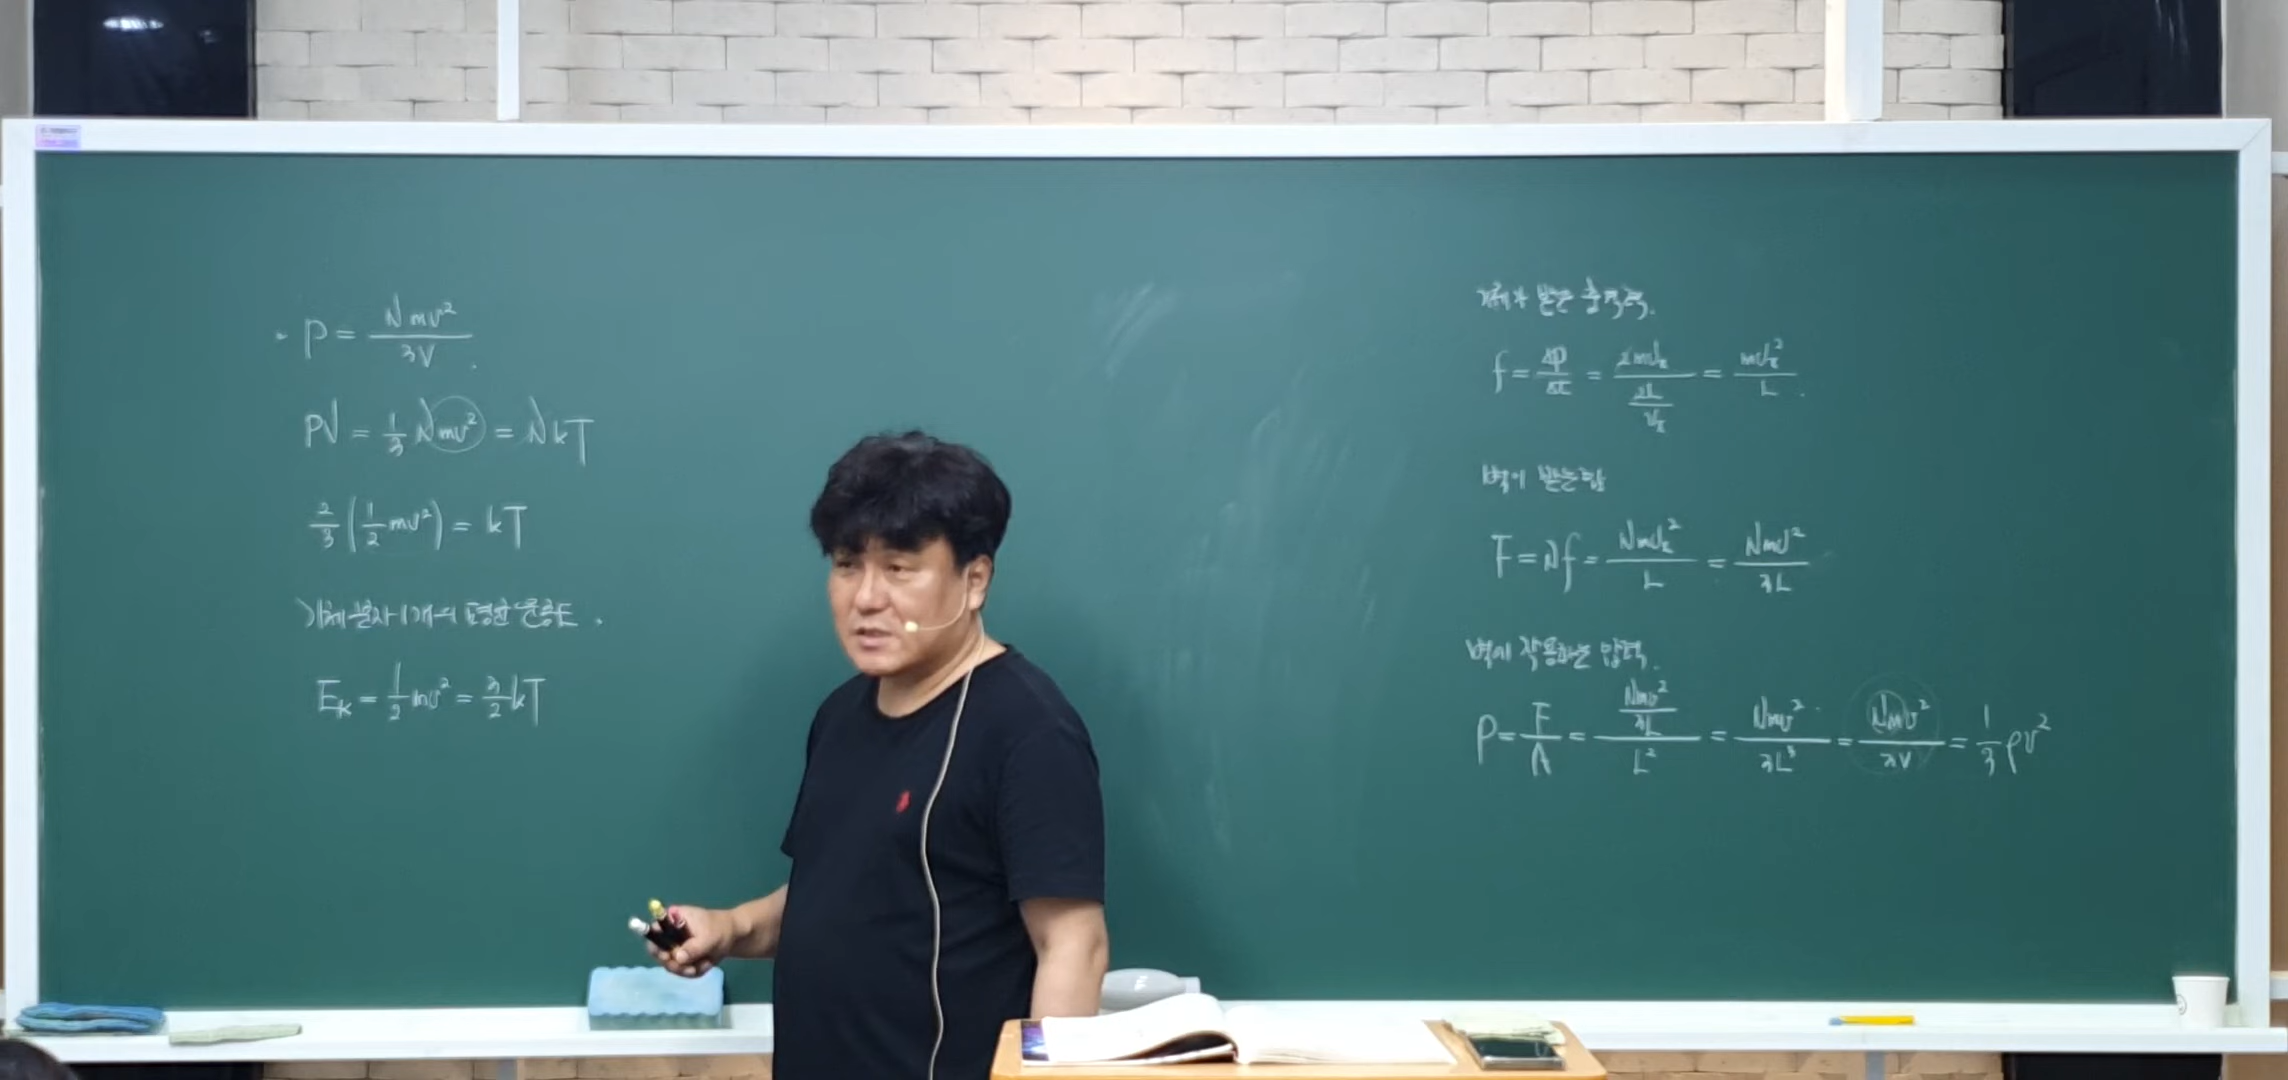 P = Nmv²/3V
PV = 1/3 Nmv² = NkT
2/3 (1/2 mv²) = kT
기체분자 1개의 평균운동E.
E_K = 1/2 mv² = 3/2 kT
기체가 받는 충격력.
f = ΔP/Δt = 2mv_x/(2L/v_x) = mv_x²/L
벽이 받는 힘
F = Nf = Nmv_x²/L = Nmv²/3L
벽에 작용하는 압력.
P = F/A = (Nmv²/3L)/L² = Nmv²/3L³ = Nmv²/3V = 1/3 ρv²